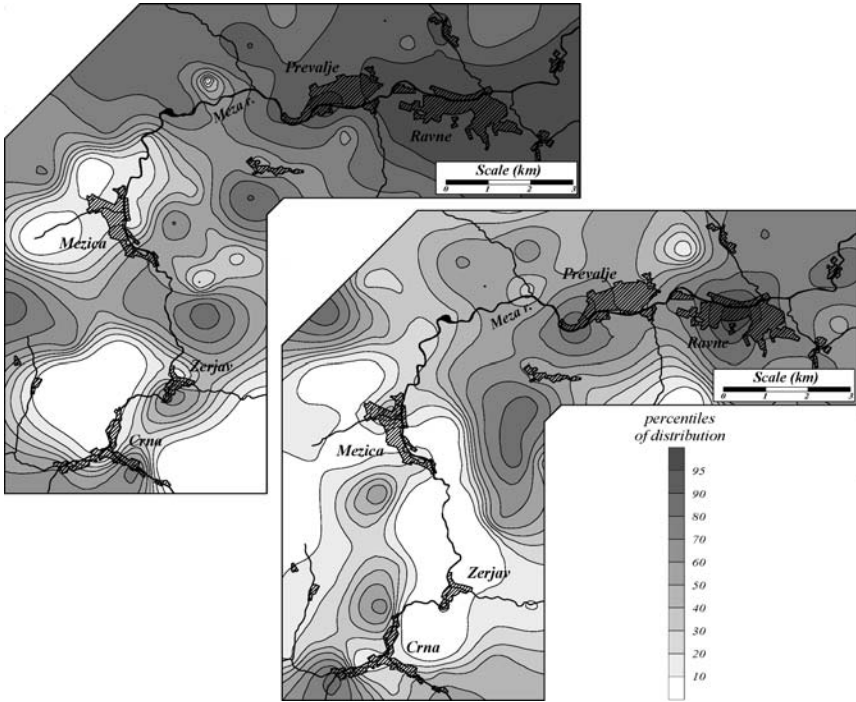 Prevalje
Meza r.
Ravne
Scale (km)
0 1 2 3
Mezica
Zerjav
Crna
Prevalje
Meza r.
Ravne
Scale (km)
0 1 2 3
Mezica
Zerjav
Crna
percentiles
of distribution
95
90
80
70
60
50
40
30
20
10